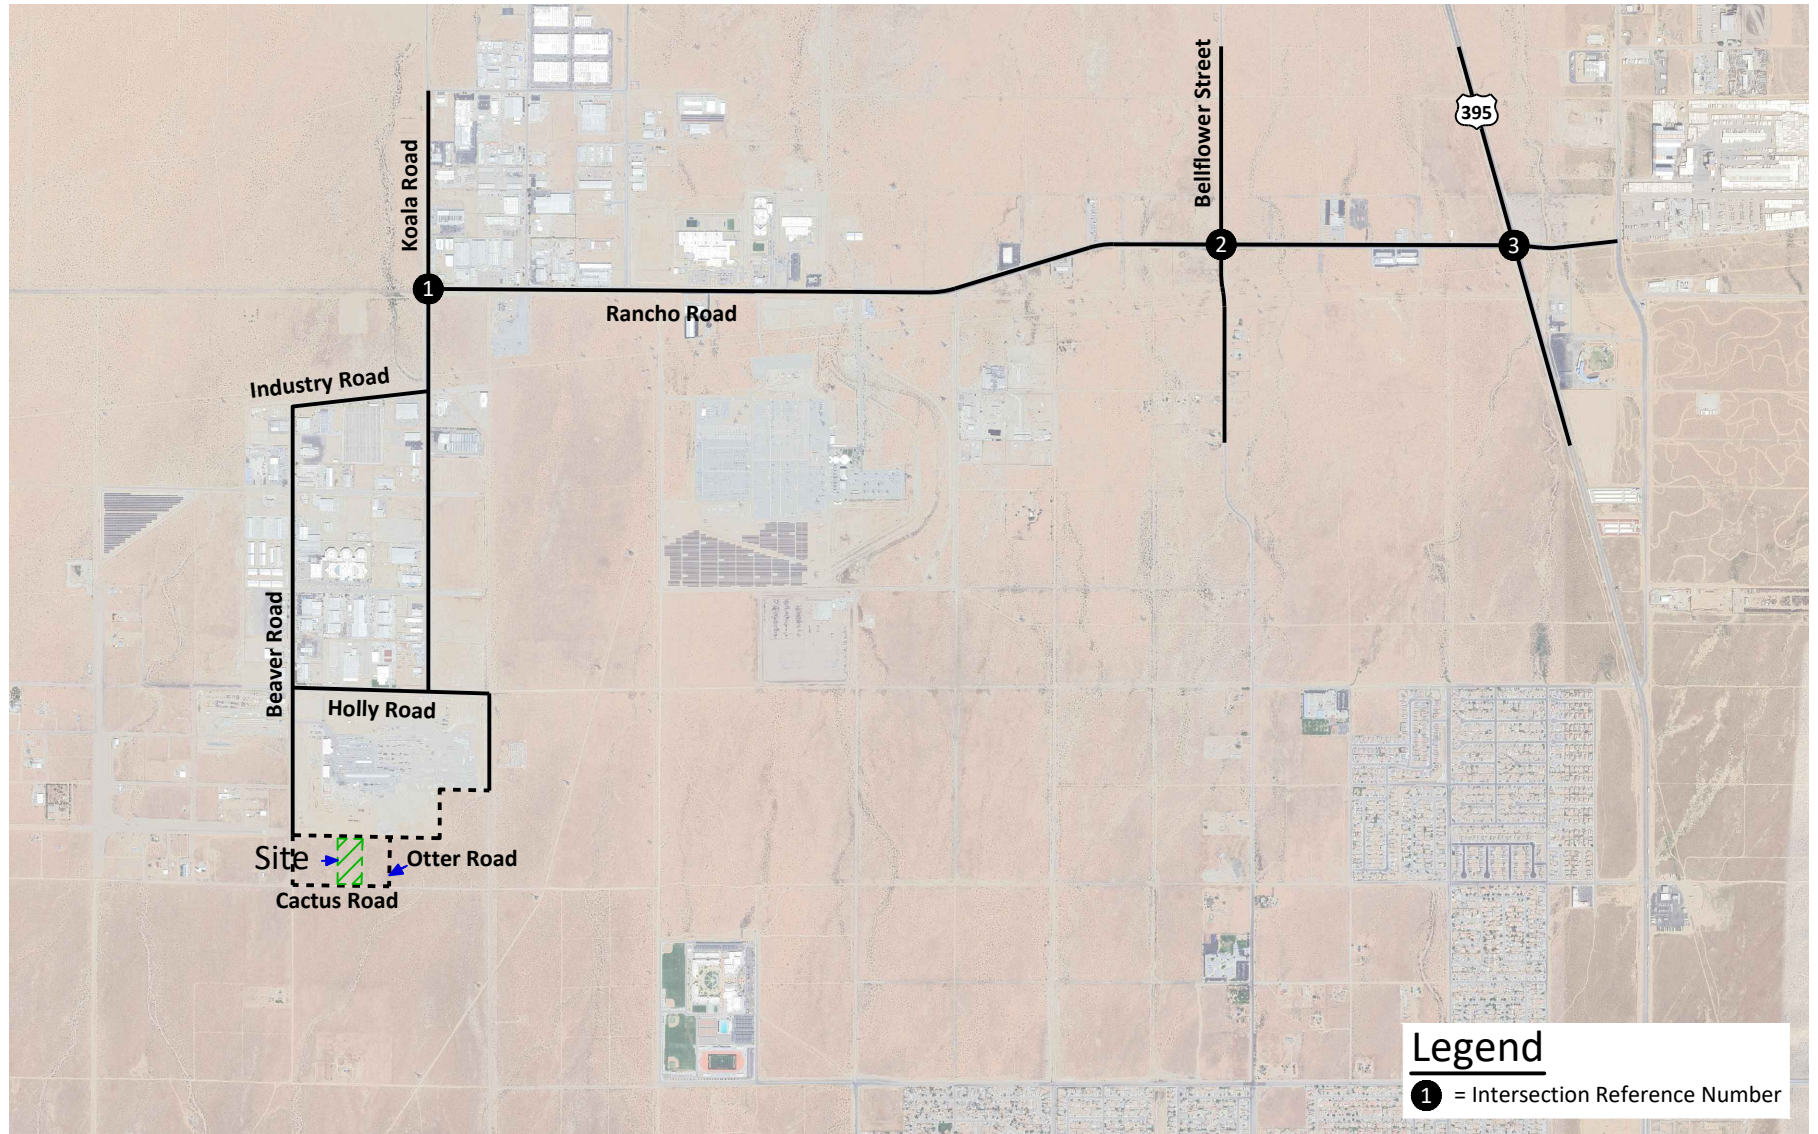 Bellflower Street
395
Koala Road
2
3
1
Rancho Road
Industry Road
Beaver Road
Holly Road
Site
Otter Road
Cactus Road
Legend
1 = Intersection Reference Number